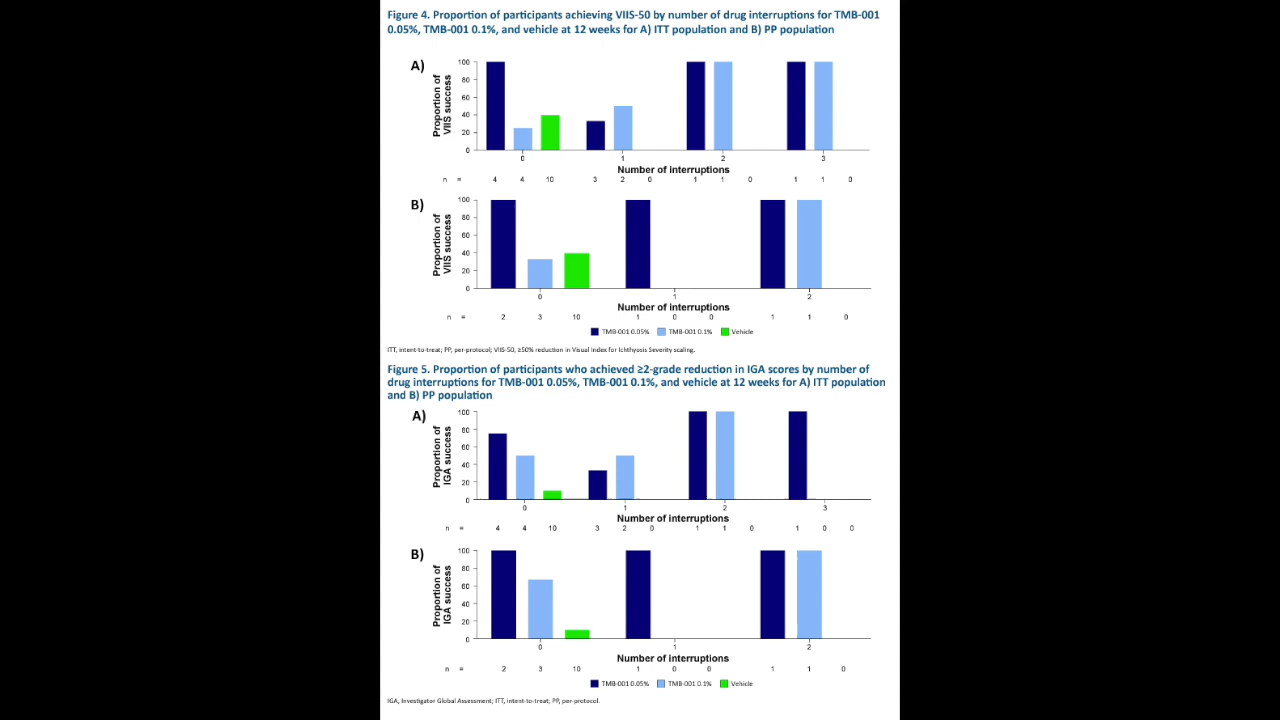 Figure 4. Proportion of participants achieving VIIS-50 by number of drug interruptions for TMB-001
0.05%, TMB-001 0.1%, and vehicle at 12 weeks for A) ITT population and B) PP population
A)
Proportion of
VIIS success
100
80
60
40
20
0
0 1 2 3
Number of interruptions
n = 4 4 10 3 2 0 1 1 0 1 1 0
B)
Proportion of
VIIS success
100
80
60
40
20
0
0 1 2
Number of interruptions
n = 2 3 10 1 0 0 1 1 0
TMB-001 0.05% TMB-001 0.1% Vehicle
ITT, intent-to-treat; PP, per-protocol; VIIS-50, ≥50% reduction in Visual Index for Ichthyosis Severity scaling.
Figure 5. Proportion of participants who achieved ≥2-grade reduction in IGA scores by number of
drug interruptions for TMB-001 0.05%, TMB-001 0.1%, and vehicle at 12 weeks for A) ITT population
and B) PP population
A)
Proportion of
IGA success
100
80
60
40
20
0
0 1 2 3
Number of interruptions
n = 4 4 10 3 2 0 1 1 0 1 0 0
B)
Proportion of
IGA success
100
80
60
40
20
0
0 1 2
Number of interruptions
n = 2 3 10 1 0 0 1 1 0
TMB-001 0.05% TMB-001 0.1% Vehicle
IGA, Investigator Global Assessment; ITT, intent-to-treat; PP, per-protocol.